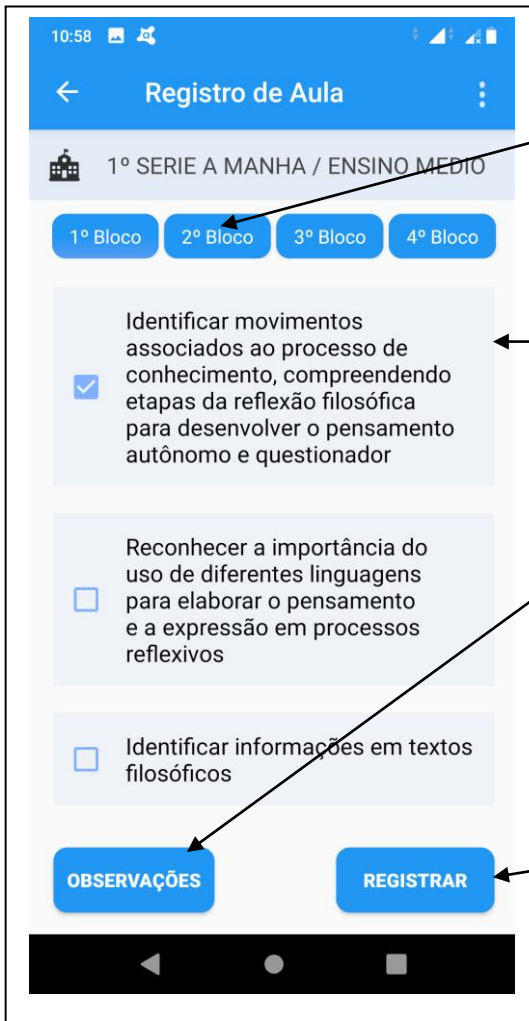 10:58
Registro de Aula
1º SERIE A MANHA / ENSINO MEDIO
1º Bloco 2º Bloco 3º Bloco 4º Bloco
Identificar movimentos
associados ao processo de
conhecimento, compreendendo
etapas da reflexão filosófica
para desenvolver o pensamento
autônomo e questionador
Reconhecer a importância do
uso de diferentes linguagens
para elaborar o pensamento
e a expressão em processos
reflexivos
Identificar informações em textos
filosóficos
OBSERVAÇÕES REGISTRAR